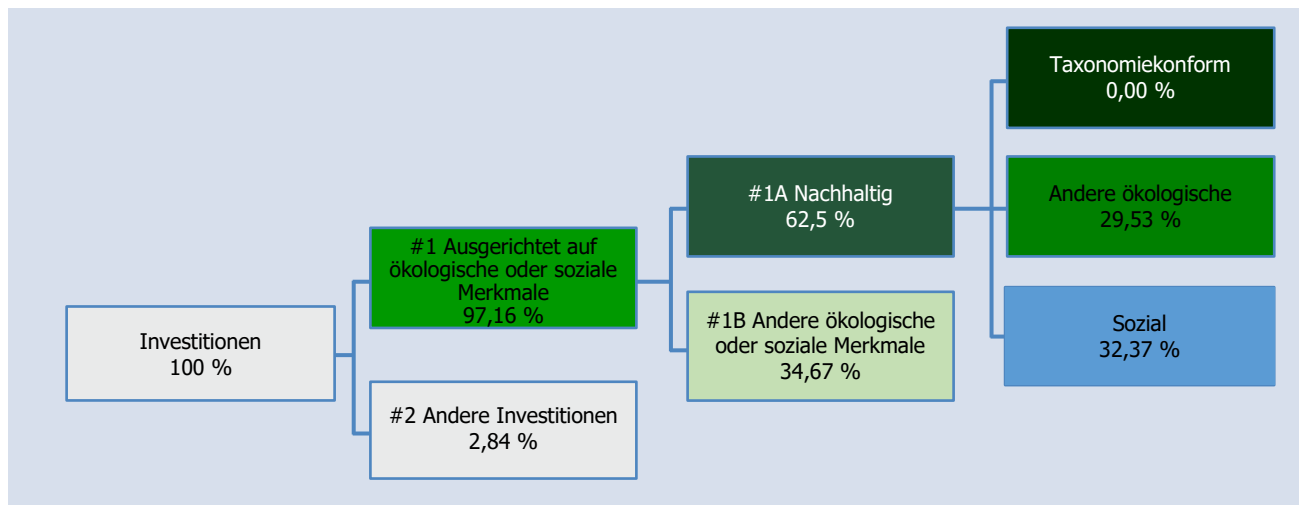 Investitionen
100 %
#1 Ausgerichtet auf
ökologische oder soziale
Merkmale
97,16 %
#2 Andere Investitionen
2,84 %
#1A Nachhaltig
62,5 %
#1B Andere ökologische
oder soziale Merkmale
34,67 %
Taxonomiekonform
0,00 %
Andere ökologische
29,53 %
Sozial
32,37 %